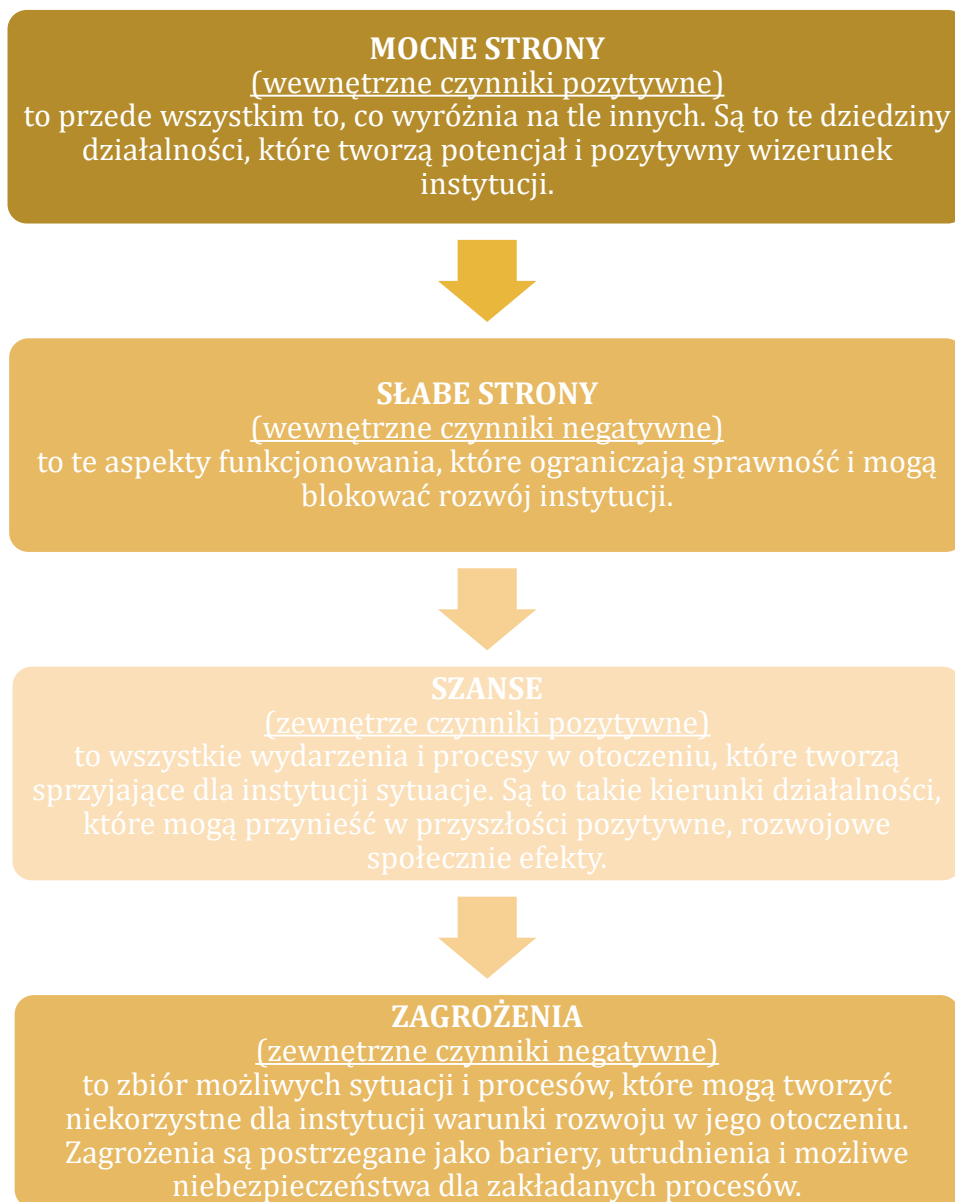 MOCNE STRONY
(wewnętrzne czynniki pozytywne)
to przede wszystkim to, co wyróżnia na tle innych. Są to te dziedziny
działalności, które tworzą potencjał i pozytywny wizerunek
instytucji.
SŁABE STRONY
(wewnętrzne czynniki negatywne)
to te aspekty funkcjonowania, które ograniczają sprawność i mogą
blokować rozwój instytucji.
SZANSE
(zewnętrze czynniki pozytywne)
to wszystkie wydarzenia i procesy w otoczeniu, które tworzą
sprzyjające dla instytucji sytuacje. Są to takie kierunki działalności,
które mogą przynieść w przyszłości pozytywne, rozwojowe
społecznie efekty.
ZAGROŻENIA
(zewnętrzne czynniki negatywne)
to zbiór możliwych sytuacji i procesów, które mogą tworzyć
niekorzystne dla instytucji warunki rozwoju w jego otoczeniu.
Zagrożenia są postrzegane jako bariery, utrudnienia i możliwe
niebezpieczeństwa dla zakładanych procesów.